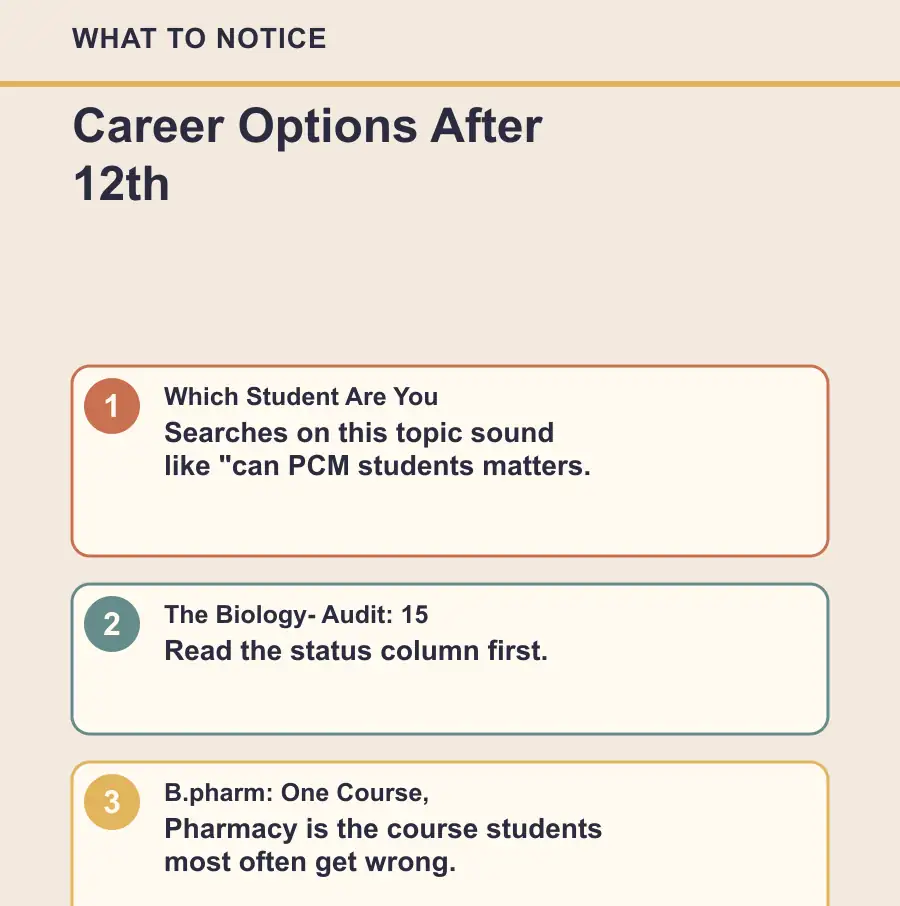 WHAT TO NOTICE
Career Options After
12th
1
Which Student Are You
Searches on this topic sound
like "can PCM students matters.
2
The Biology- Audit: 15
Read the status column first.
3
B.pharm: One Course,
Pharmacy is the course students
most often get wrong.